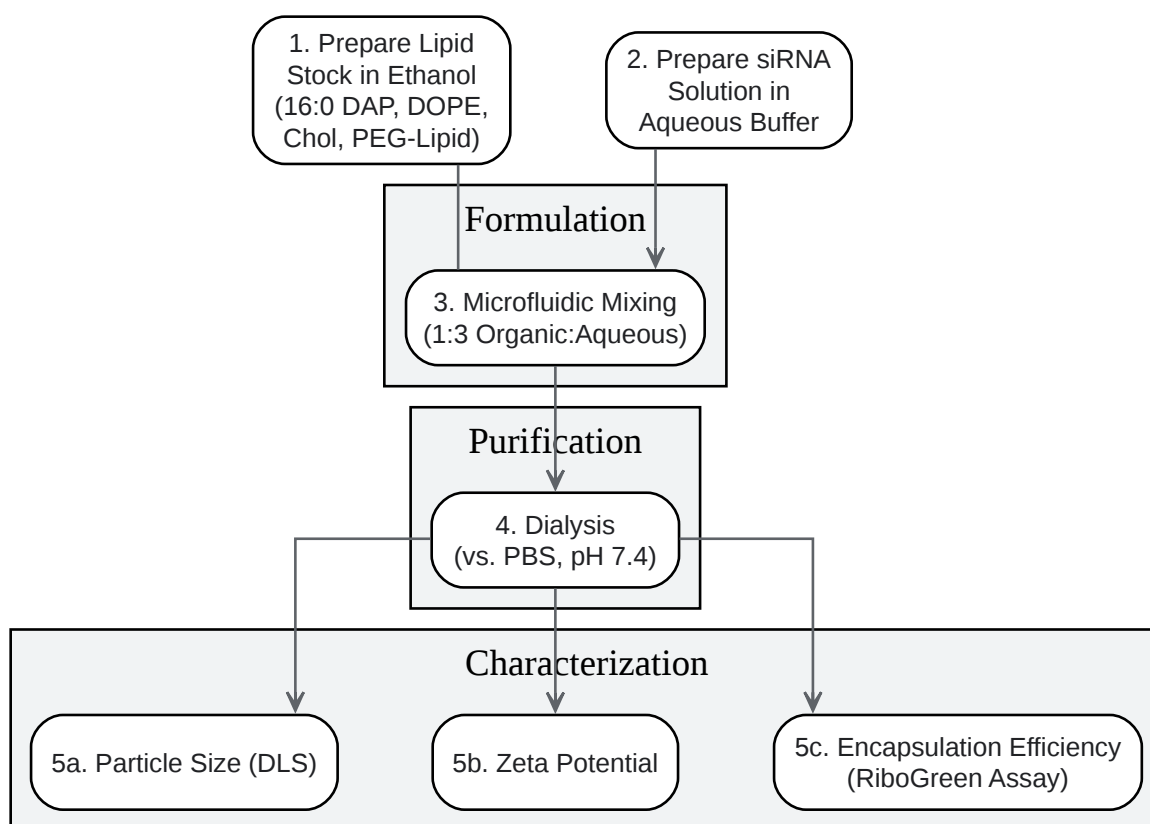 1. Prepare Lipid
Stock in Ethanol
(16:0 DAP, DOPE,
Chol, PEG-Lipid)
2. Prepare siRNA
Solution in
Aqueous Buffer
Formulation
3. Microfluidic Mixing
(1:3 Organic:Aqueous)
Purification
4. Dialysis
(vs. PBS, pH 7.4)
Characterization
5a. Particle Size (DLS)
5b. Zeta Potential
5c. Encapsulation Efficiency
(RiboGreen Assay)